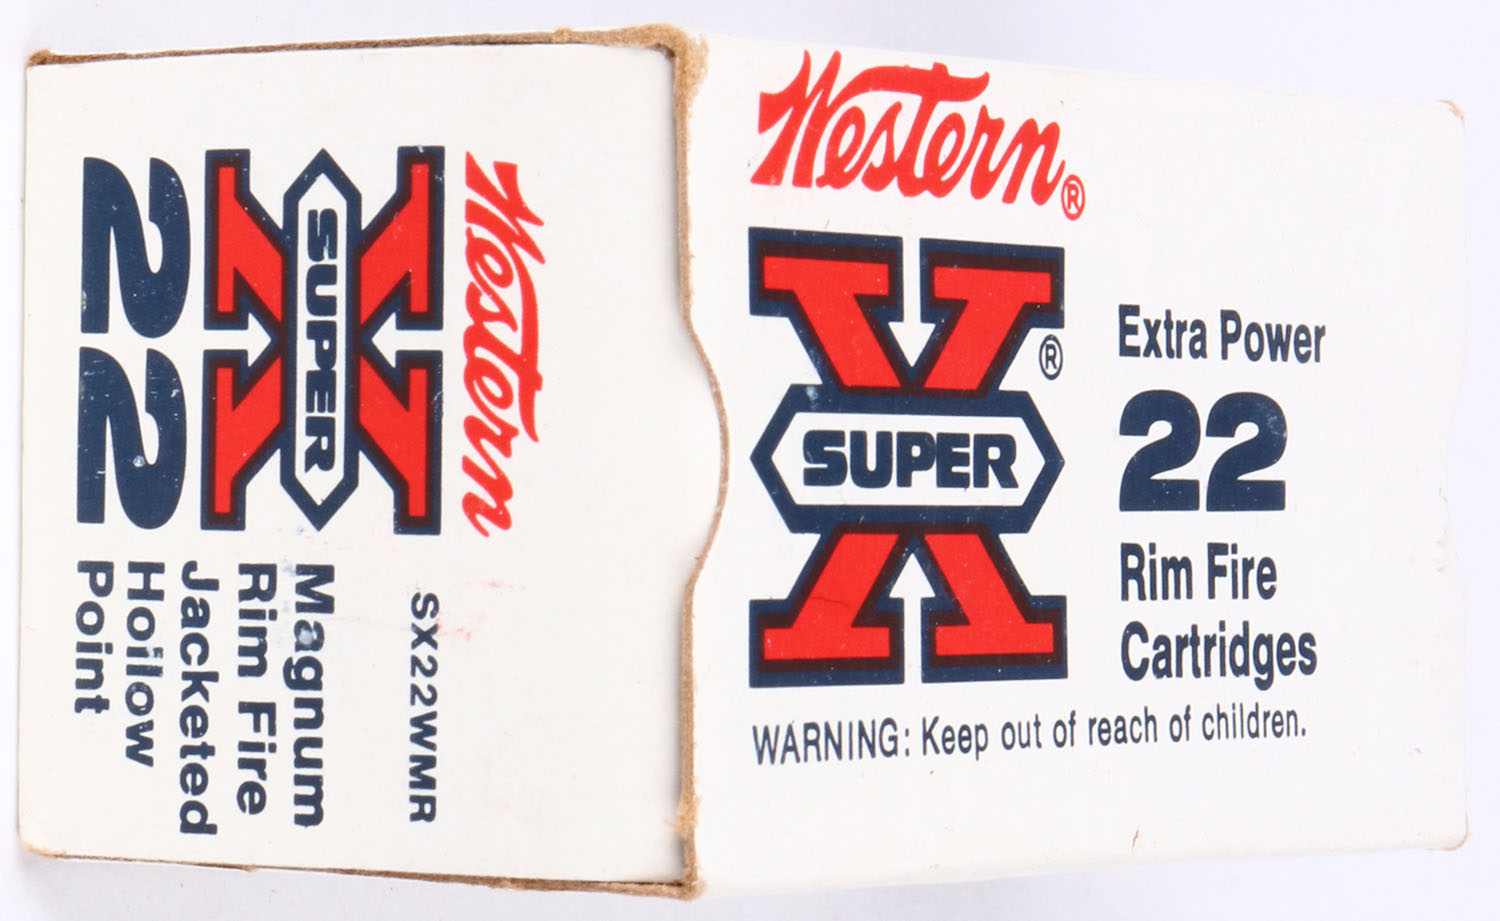 Western®
SUPER X®
Extra Power
22
Rim Fire
Cartridges
WARNING: Keep out of reach of children.
Western
SUPER X
22
SX22WMR
Magnum
Rim Fire
Jacketed
Hollow
Point